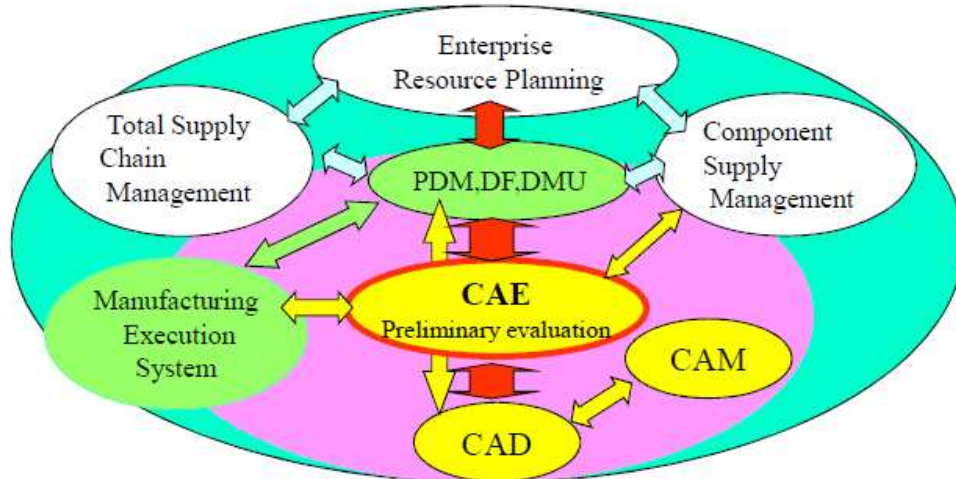 Enterprise
Resource Planning
Total Supply
Chain
Management
Component
Supply
Management
PDM,DF,DMU
Manufacturing
Execution
System
CAE
Preliminary evaluation
CAM
CAD